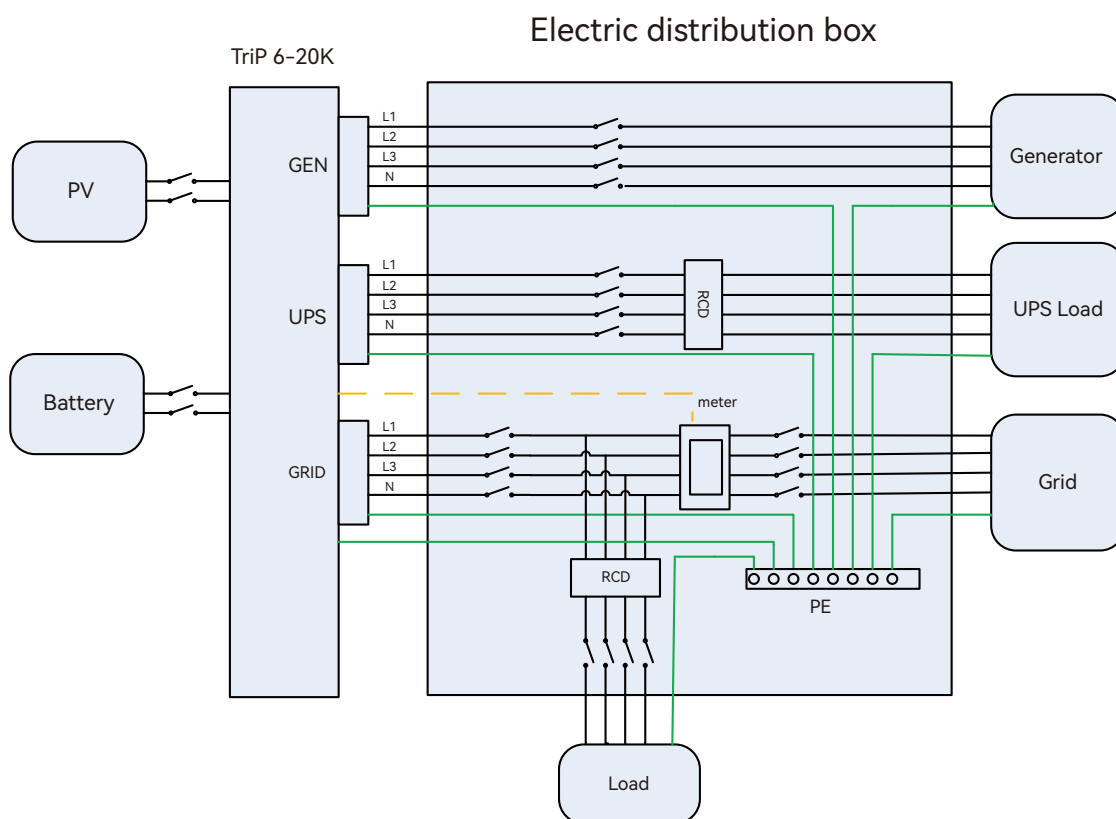 Electric distribution box
TriP 6-20K
GEN
L1
L2
L3
N
Generator
PV
UPS
L1
L2
L3
N
RCD
UPS Load
Battery
meter
GRID
L1
L2
L3
N
Grid
RCD
PE
Load